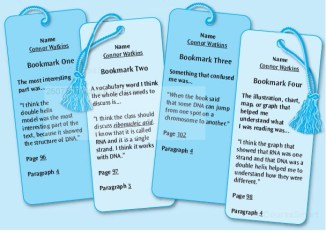 Name
Connor Watkins
Bookmark One
The most interesting
part was...
"I think the
double helix
model was the most
interesting part of the
text, because it showed
the structure of DNA."
Page 96
Paragraph 4
Name
Connor Watkins
Bookmark Two
A vocabulary word I think
the whole class needs to
discuss is...
"I think the class should
discuss ribonucleic acid.
I know that it is called
RNA and it is a single
strand. I think it works
with DNA."
Page 97
Paragraph 3
Name
Connor Watkins
Bookmark Three
Something that confused
me was...
"When the book said
that some DNA can jump
from one spot on a
chromosome to another."
Page 102
Paragraph 4
Name
Connor Watkins
Bookmark Four
The illustration, chart,
map, or graph that
helped me
understand what
I was reading was...
"I think the graph that
showed RNA was one
strand and that DNA was a
double helix helped me to
understand how they were
different."
Page 98
Paragraph 4